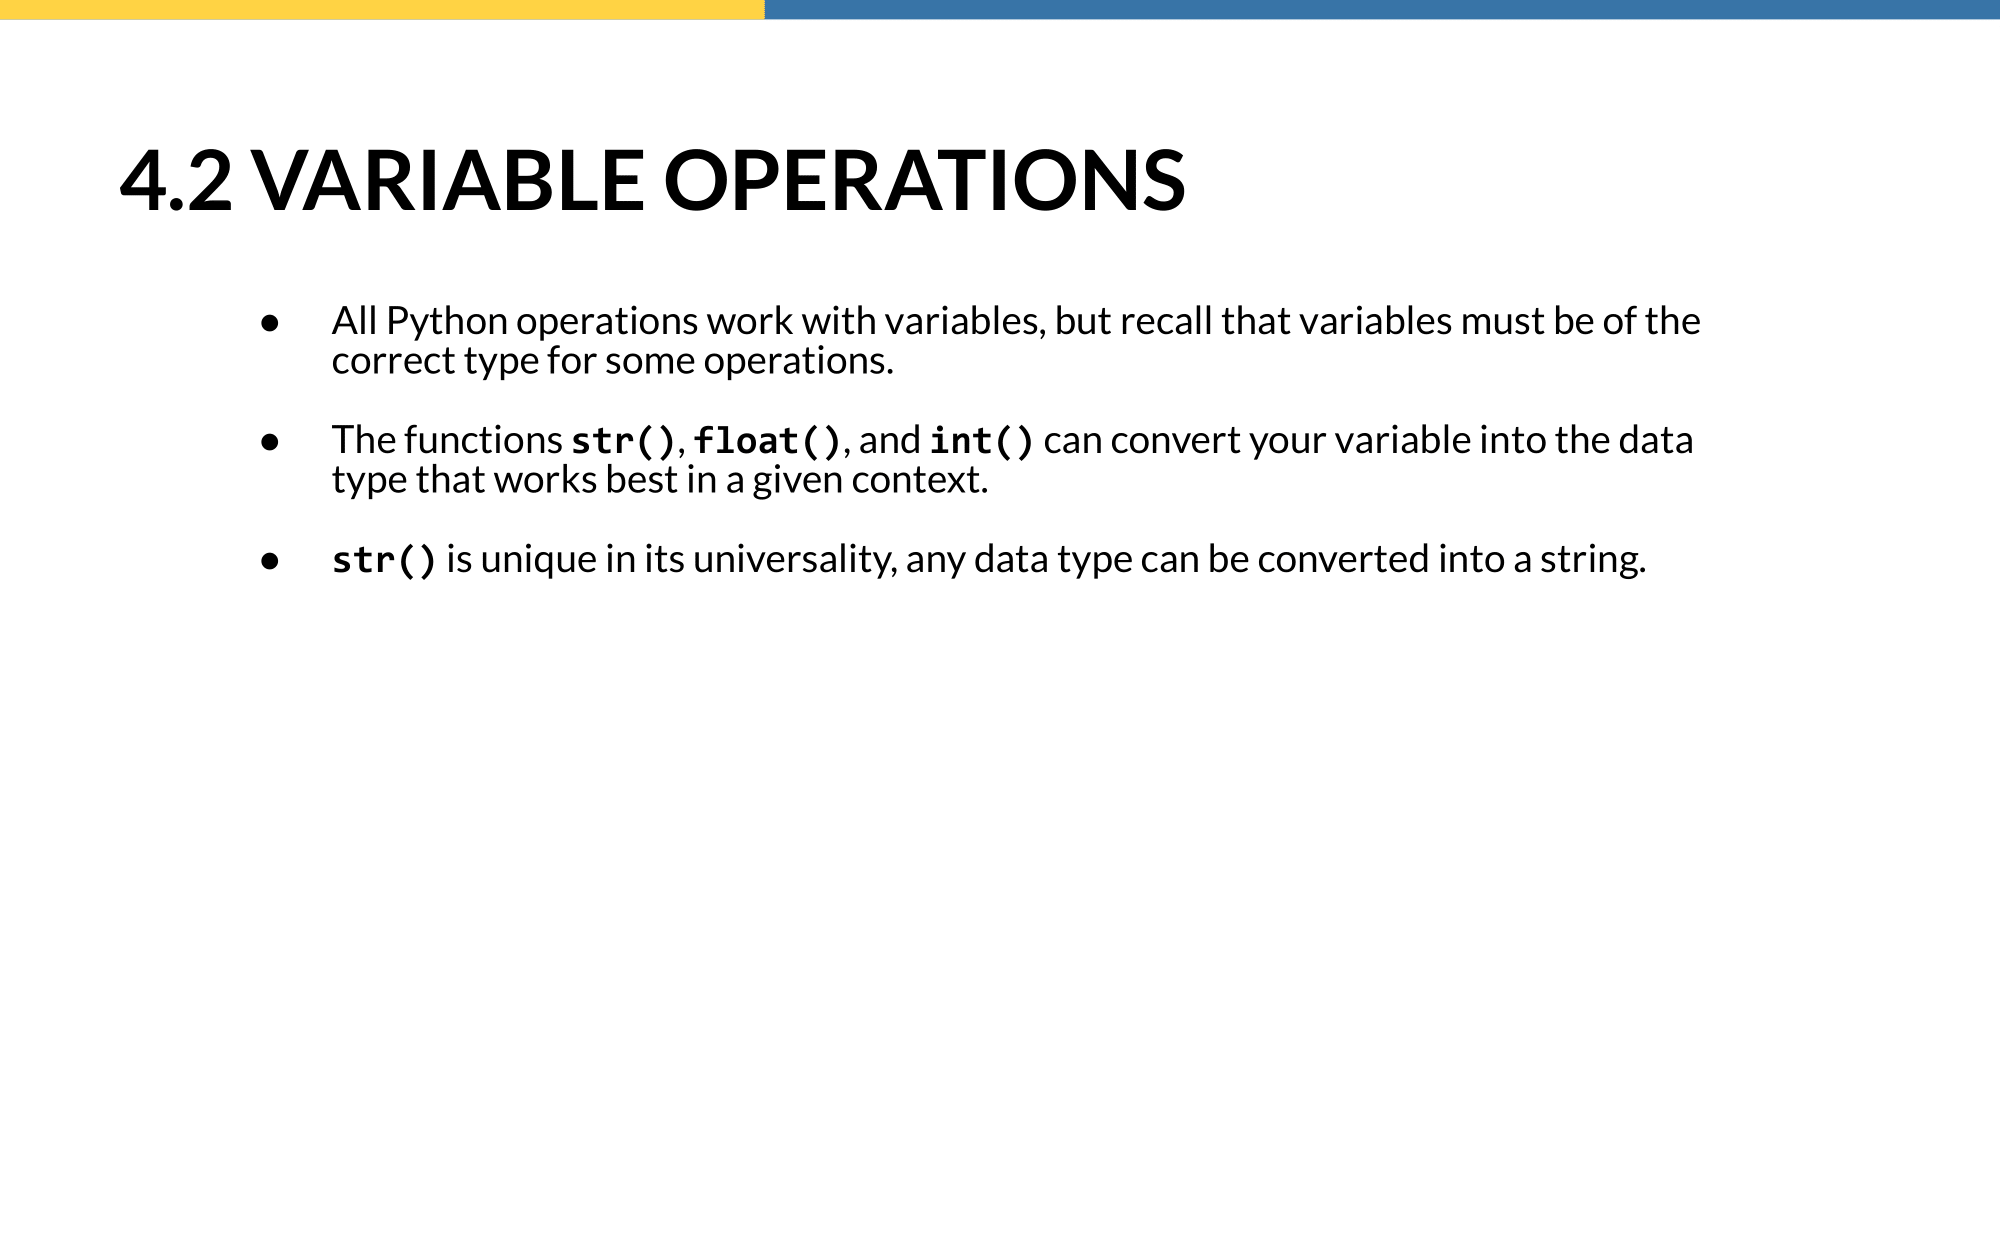 4.2 VARIABLE OPERATIONS
● All Python operations work with variables, but recall that variables must be of the
correct type for some operations.
● The functions str(), float(), and int() can convert your variable into the data
type that works best in a given context.
● str() is unique in its universality, any data type can be converted into a string.